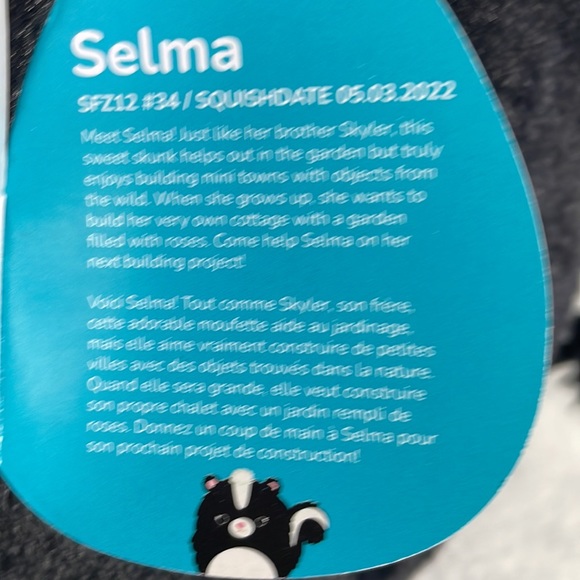 Selma
SFZ12 #34 / SQUISHDATE 05.03.2022
Meet Selma! Just like her brother Skyler, this
sweet skunk helps out in the garden but truly
enjoys building mini towns with objects from
the wild. When she grows up, she wants to
build her very own cottage with a garden
filled with roses. Come help Selma on her
next building project!
Voici Selma! Tout comme Skyler, son frère,
cette adorable moufette aide au jardinage,
mais elle aime vraiment construire de petites
villes avec des objets trouvés dans la nature.
Quand elle sera grande, elle veut construire
son propre chalet avec un jardin rempli de
roses. Donnez un coup de main à Selma pour
son prochain projet de construction!